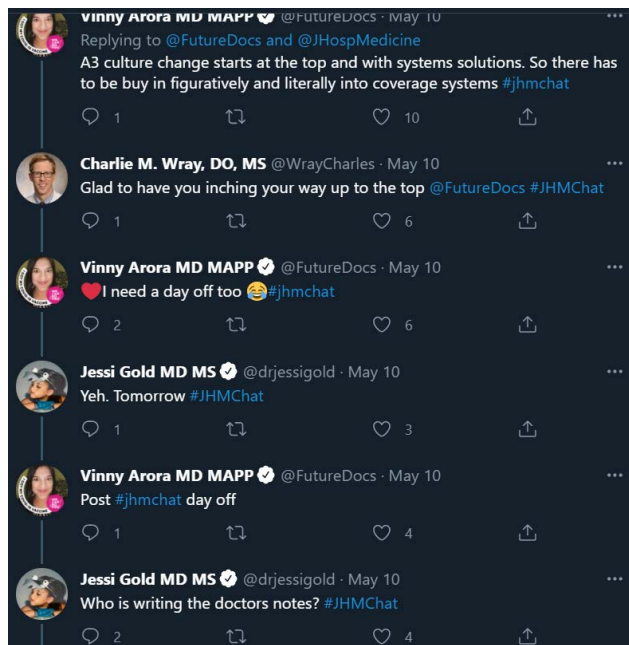 Vinny Arora MD MAPP @FutureDocs · May 10
Replying to @FutureDocs and @JHospMedicine
A3 culture change starts at the top and with systems solutions. So there has
to be buy in figuratively and literally into coverage systems #jhmchat
1 10
Charlie M. Wray, DO, MS @WrayCharles · May 10
Glad to have you inching your way up to the top @FutureDocs #JHMChat
1 6
Vinny Arora MD MAPP @FutureDocs · May 10
❤️I need a day off too 😂#jhmchat
2 6
Jessi Gold MD MS @drjessigold · May 10
Yeh. Tomorrow #JHMChat
1 3
Vinny Arora MD MAPP @FutureDocs · May 10
Post #jhmchat day off
1 4
Jessi Gold MD MS @drjessigold · May 10
Who is writing the doctors notes? #JHMChat
2 4